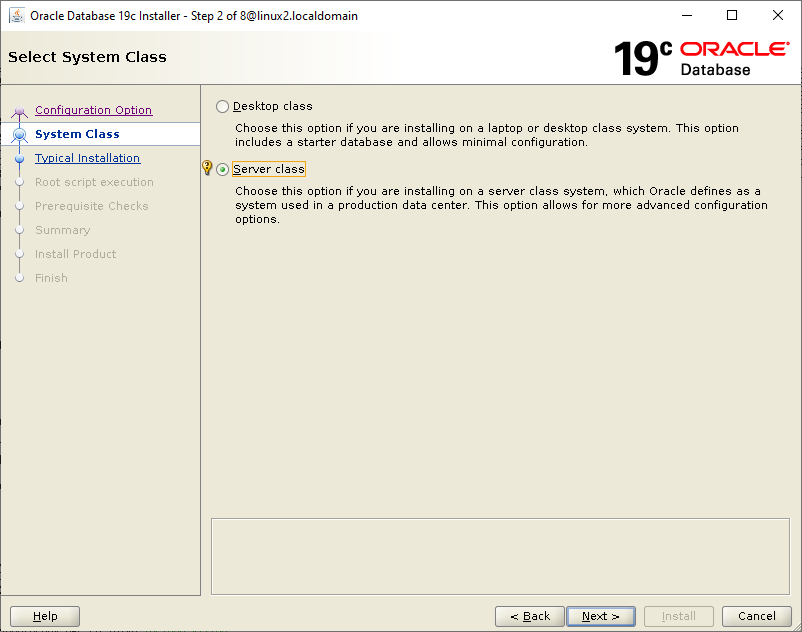 Oracle Database 19c Installer - Step 2 of 8@linux2.localdomain
Select System Class
19c ORACLE
Database
Configuration Option
System Class
Typical Installation
Root script execution
Prerequisite Checks
Summary
Install Product
Finish
Desktop class
Choose this option if you are installing on a laptop or desktop class system. This option
includes a starter database and allows minimal configuration.
Server class
Choose this option if you are installing on a server class system, which Oracle defines as a
system used in a production data center. This option allows for more advanced configuration
options.
Help
< Back
Next >
Install
Cancel